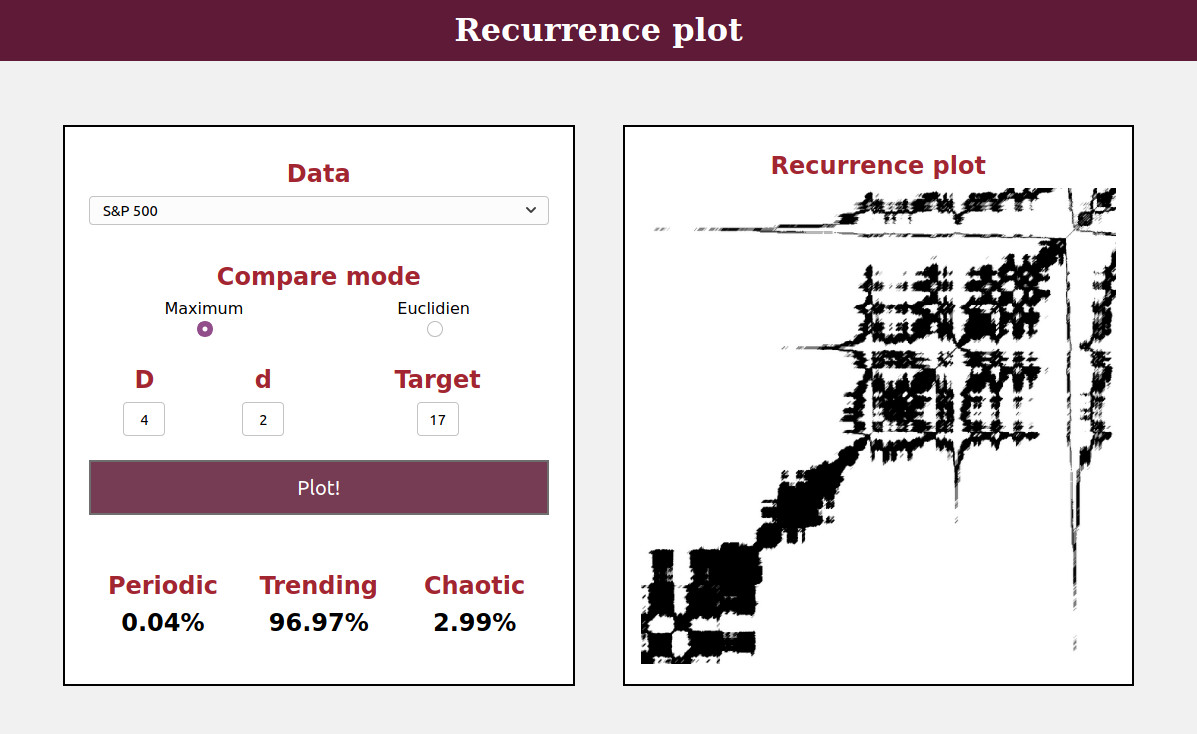 Recurrence plot
Data
S&P 500
Compare mode
Maximum Euclidien
D d Target
4 2 17
Plot!
Periodic Trending Chaotic
0.04% 96.97% 2.99%
Recurrence plot